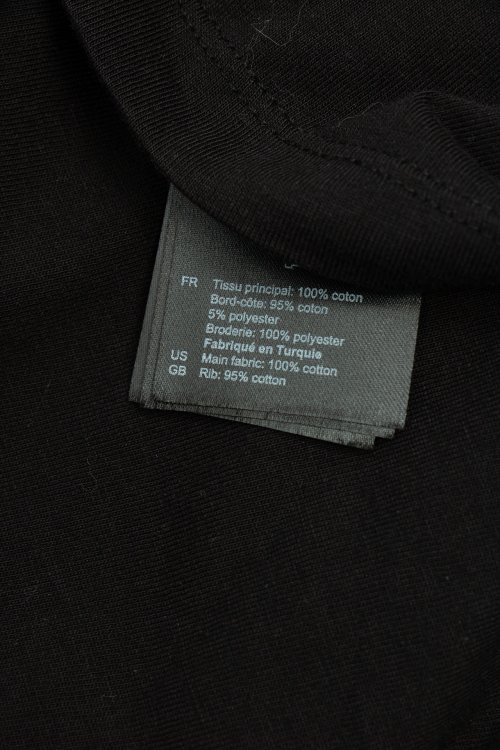 FR Tissu principal: 100% coton
Bord-côte: 95% coton
5% polyester
Broderie: 100% polyester
Fabriqué en Turquie
US Main fabric: 100% cotton
GB Rib: 95% cotton